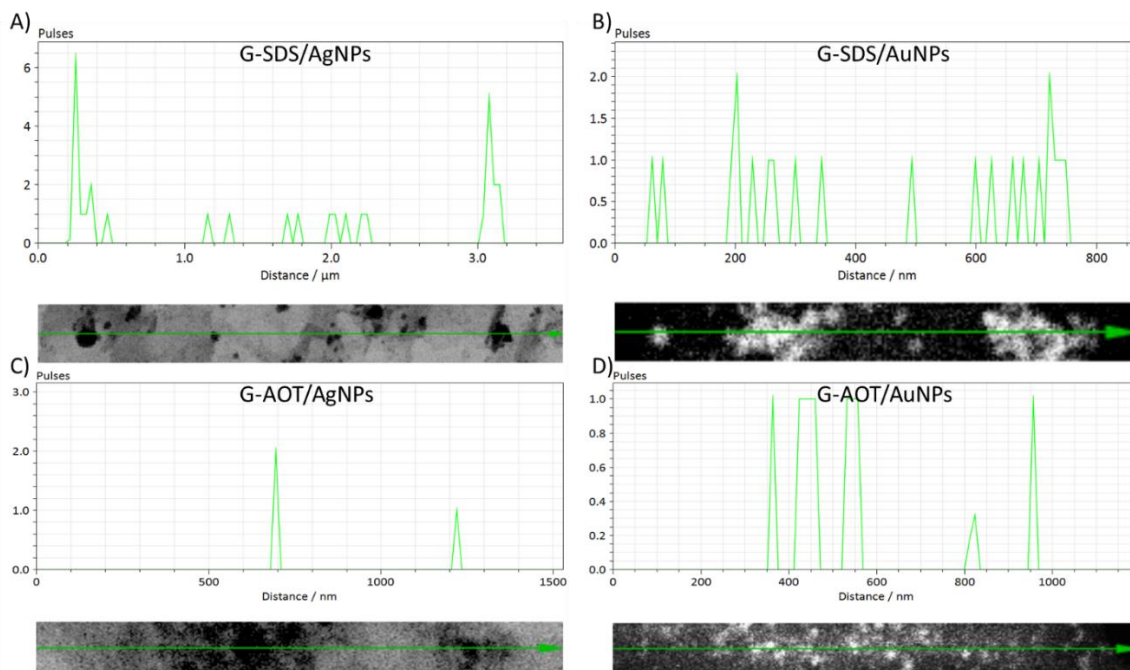 A)
Pulses
G-SDS/AgNPs
6
4
2
0
0.0 1.0 2.0 3.0
Distance / µm
B)
Pulses
G-SDS/AuNPs
2.0
1.5
1.0
0.5
0.0
0 200 400 600 800
Distance / nm
C)
Pulses
G-AOT/AgNPs
3.0
2.0
1.0
0.0
0 500 1000 1500
Distance / nm
D)
Pulses
G-AOT/AuNPs
1.0
0.8
0.6
0.4
0.2
0.0
0 200 400 600 800 1000
Distance / nm